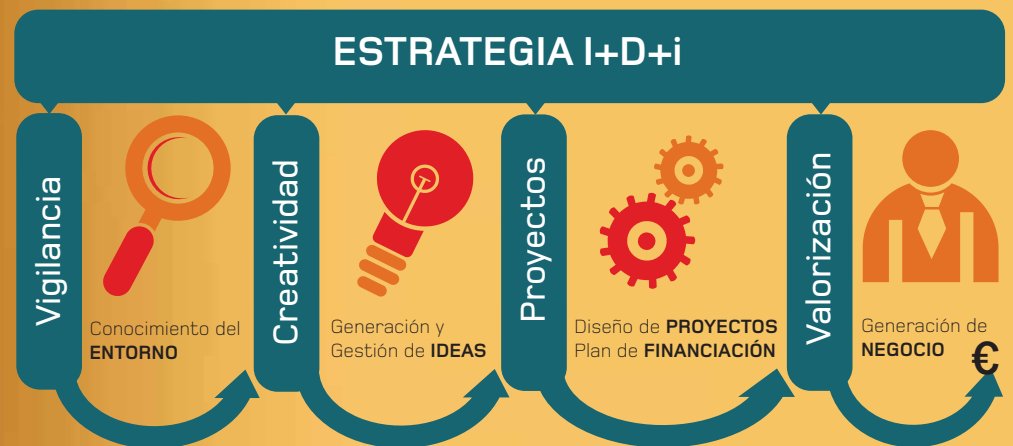 ESTRATEGIA I+D+i
Vigilancia
Conocimiento del
ENTORNO
Creatividad
Generación y
Gestión de IDEAS
Proyectos
Diseño de PROYECTOS
Plan de FINANCIACIÓN
Valorización
Generación de
NEGOCIO €